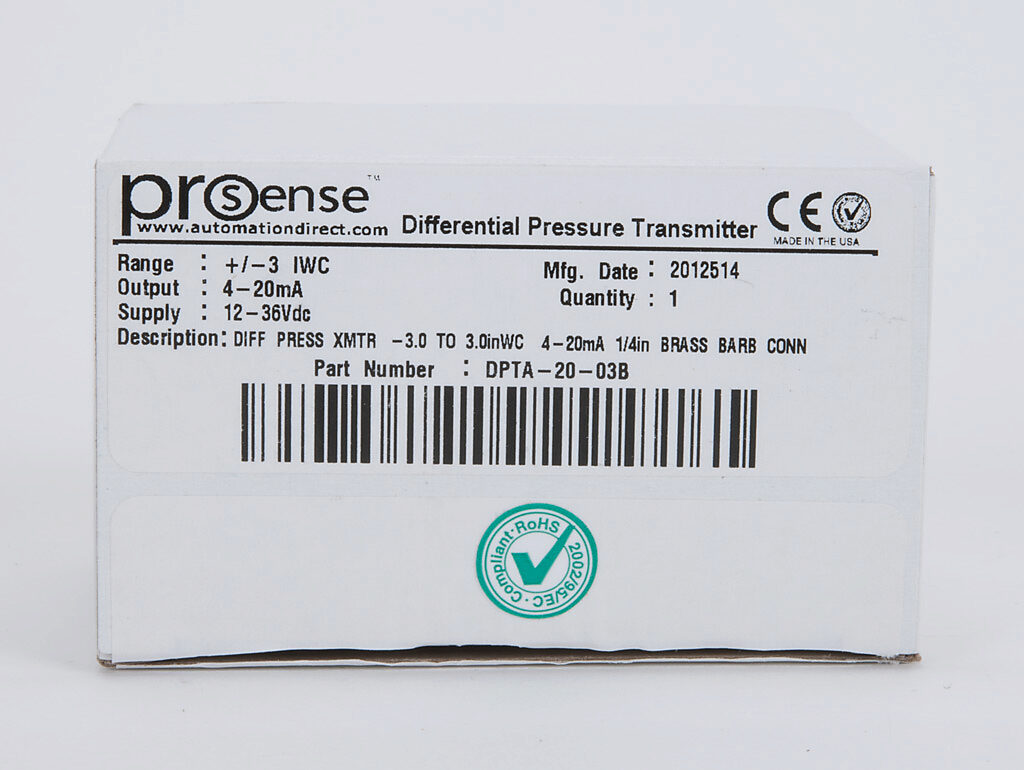 prosense™
www.automationdirect.com Differential Pressure Transmitter CE
MADE IN THE USA
Range : +/-3 IWC
Mfg. Date : 2012514
Output : 4-20mA
Quantity : 1
Supply : 12-36Vdc
Description: DIFF PRESS XMTR -3.0 TO 3.0inWC 4-20mA 1/4in BRASS BARB CONN
Part Number : DPTA-20-03B
Compliant·RoHS 2002/95/EC·